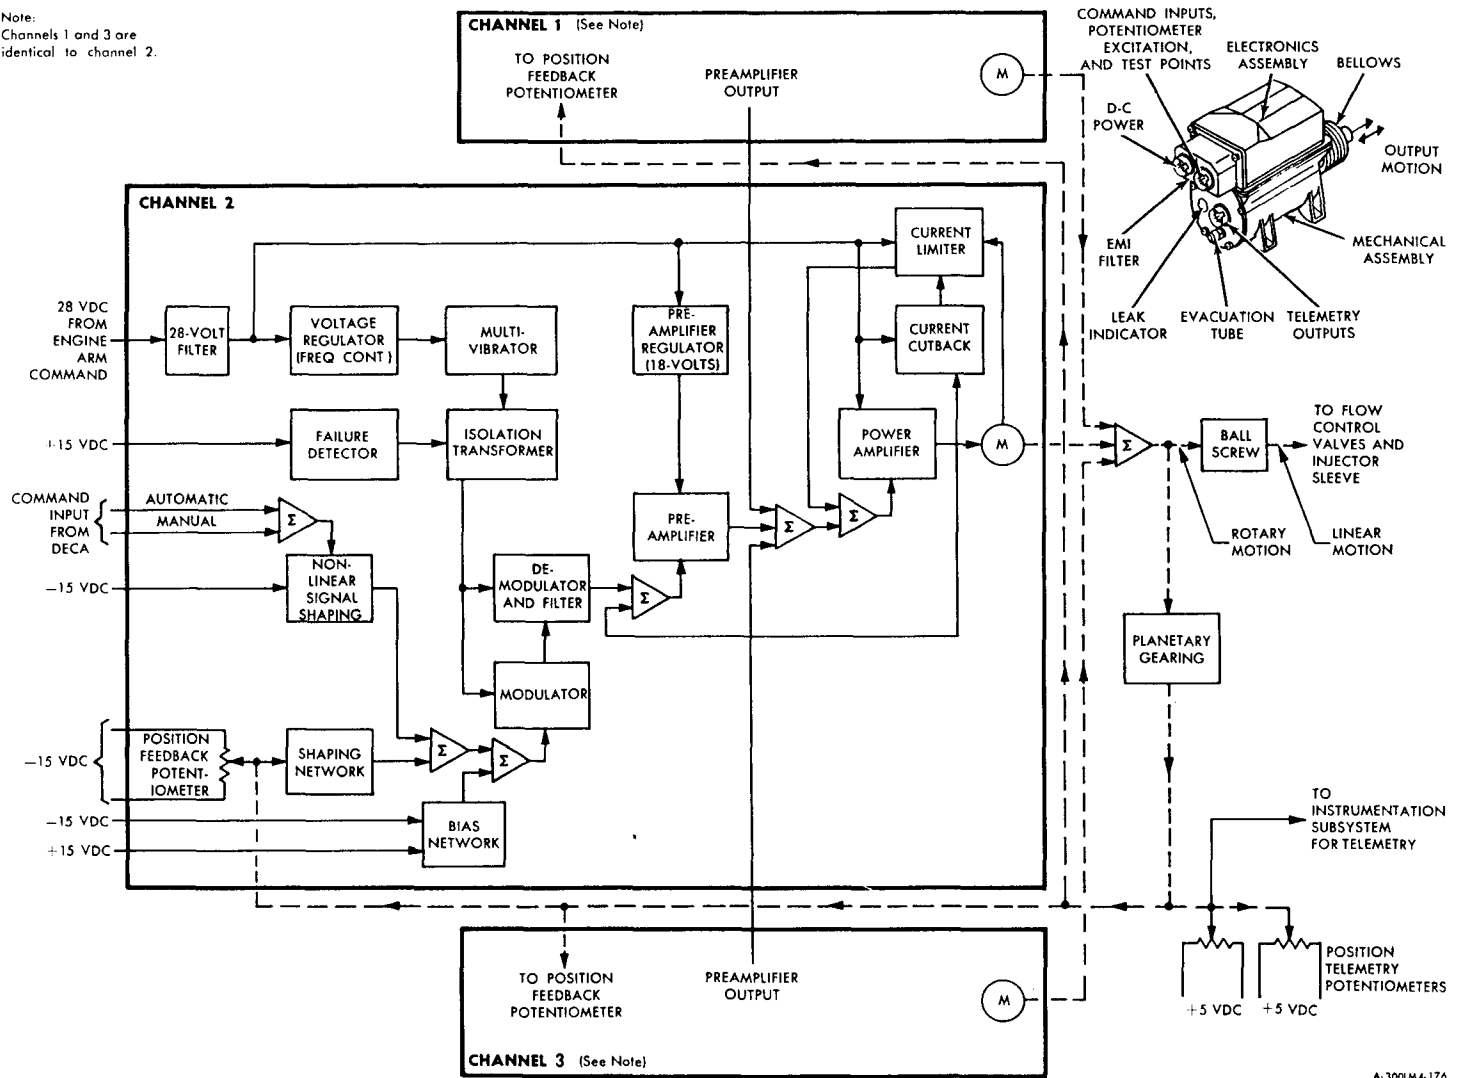 Note:
Channels 1 and 3 are
identical to channel 2.
CHANNEL 1 (See Note)
TO POSITION
FEEDBACK
POTENTIOMETER
PREAMPLIFIER
OUTPUT
M
COMMAND INPUTS,
POTENTIOMETER
EXCITATION,
AND TEST POINTS
ELECTRONICS
ASSEMBLY
BELLOWS
D-C
POWER
OUTPUT
MOTION
EMI
FILTER
MECHANICAL
ASSEMBLY
LEAK
INDICATOR
EVACUATION
TUBE
TELEMETRY
OUTPUTS
CHANNEL 2
CURRENT
LIMITER
28 VDC
FROM
ENGINE
ARM
COMMAND
28-VOLT
FILTER
VOLTAGE
REGULATOR
(FREQ CONT)
MULTI-
VIBRATOR
PRE-
AMPLIFIER
REGULATOR
(18-VOLTS)
CURRENT
CUTBACK
+15 VDC
FAILURE
DETECTOR
ISOLATION
TRANSFORMER
POWER
AMPLIFIER
M
Σ
BALL
SCREW
TO FLOW
CONTROL
VALVES AND
INJECTOR
SLEEVE
COMMAND
INPUT
FROM
DECA
AUTOMATIC
MANUAL
Σ
PRE-
AMPLIFIER
Σ
Σ
ROTARY
MOTION
LINEAR
MOTION
—15 VDC
NON-
LINEAR
SIGNAL
SHAPING
DE-
MODULATOR
AND FILTER
Σ
PLANETARY
GEARING
MODULATOR
—15 VDC
POSITION
FEEDBACK
POTENT-
IOMETER
SHAPING
NETWORK
Σ
Σ
—15 VDC
+15 VDC
BIAS
NETWORK
TO
INSTRUMENTATION
SUBSYSTEM
FOR TELEMETRY
TO POSITION
FEEDBACK
POTENTIOMETER
PREAMPLIFIER
OUTPUT
M
POSITION
TELEMETRY
POTENTIOMETERS
+5 VDC
+5 VDC
CHANNEL 3 (See Note)
A-300LM4-176